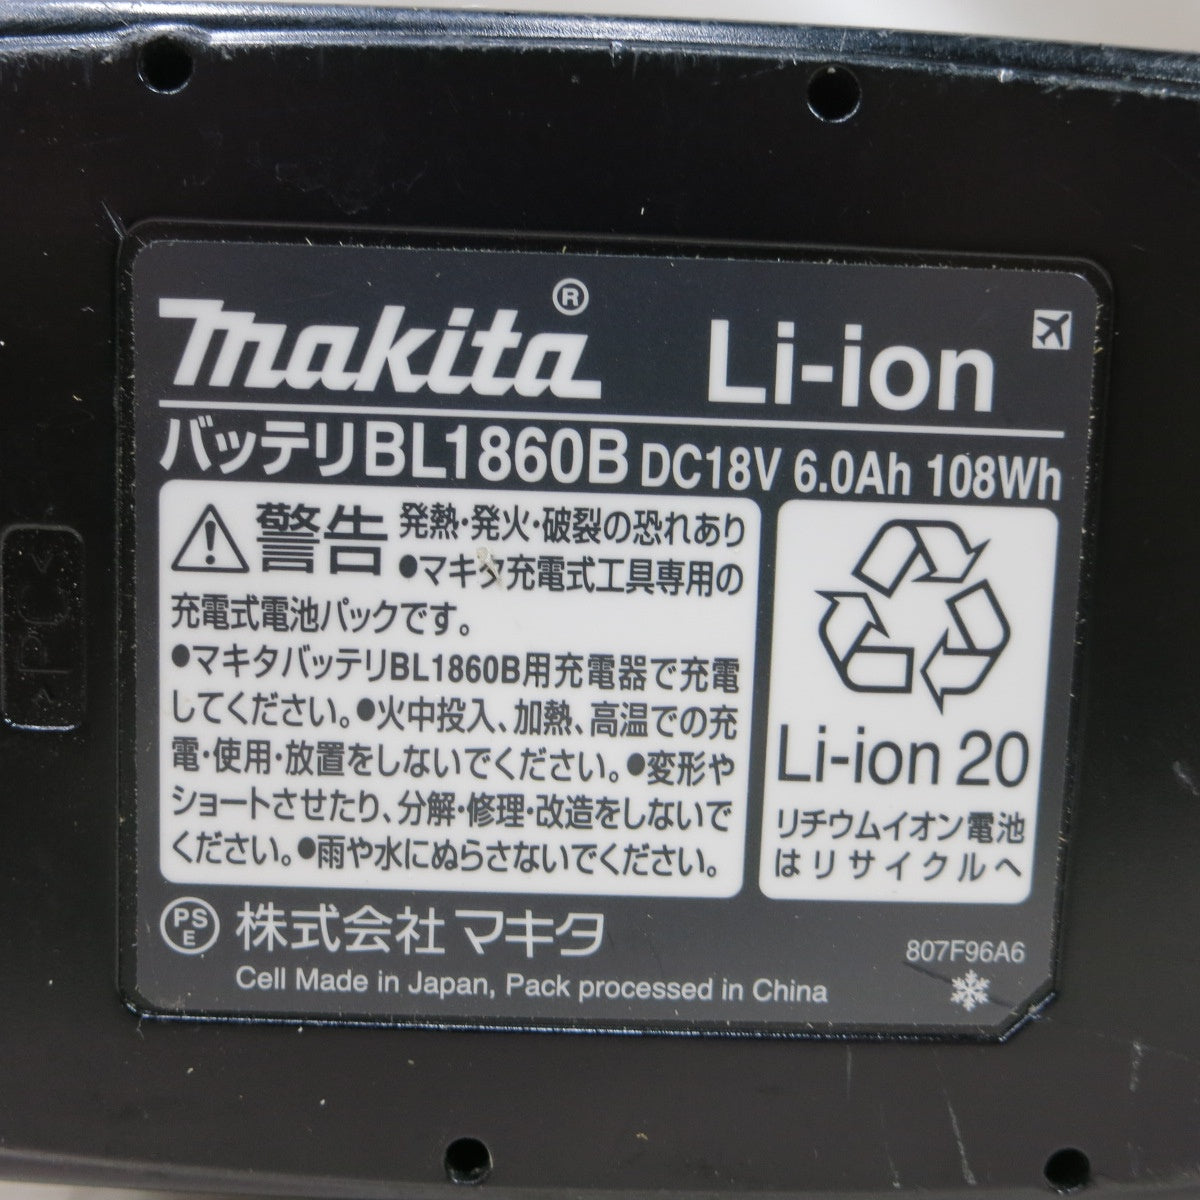 makita®
Li-ion
バッテリBL1860B DC18V 6.0Ah 108Wh
警告 発熱・発火・破裂の恐れあり
●マキタ充電式工具専用の
充電式電池パックです。
●マキタバッテリBL1860B用充電器で充電
してください。●火中投入、加熱、高温での充
電・使用・放置をしないでください。●変形や
ショートさせたり、分解・修理・改造をしないで
ください。●雨や水にぬらさないでください。
Li-ion 20
リチウムイオン電池
はリサイクルへ
PS
E
株式会社マキタ
807F96A6
Cell Made in Japan, Pack processed in China
>PC<